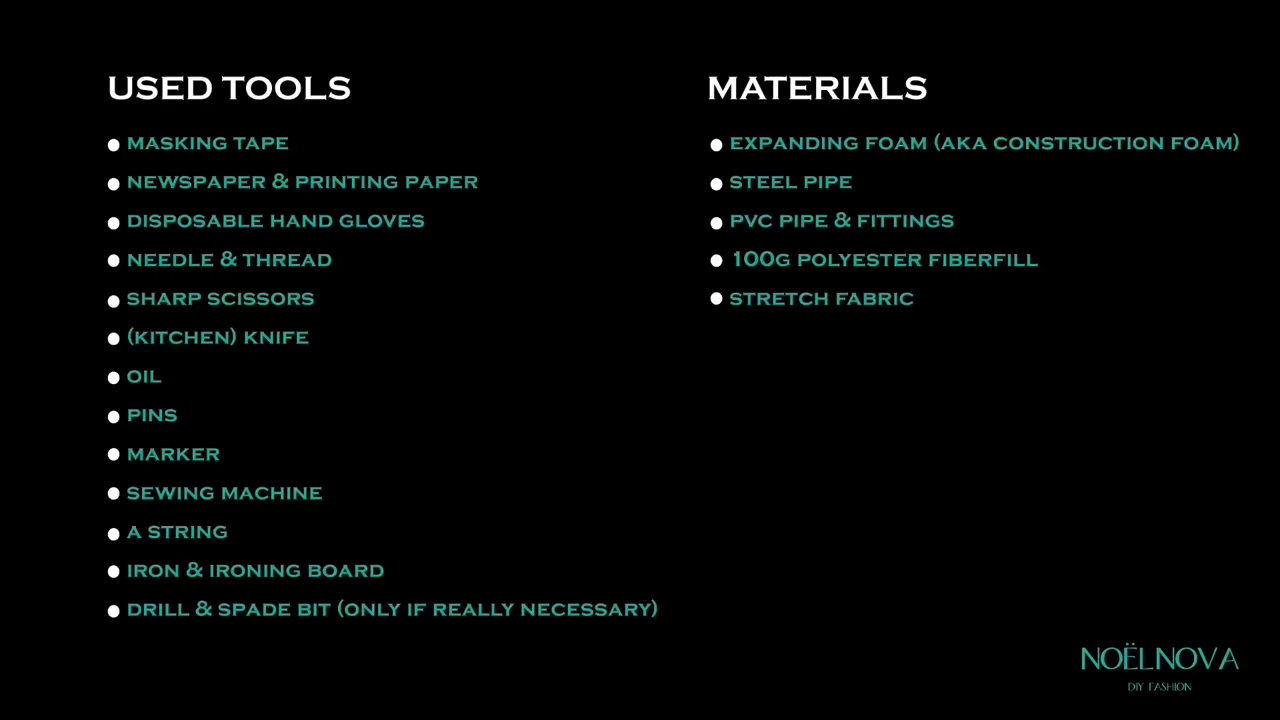 USED TOOLS
MASKING TAPE
NEWSPAPER & PRINTING PAPER
DISPOSABLE HAND GLOVES
NEEDLE & THREAD
SHARP SCISSORS
(KITCHEN) KNIFE
OIL
PINS
MARKER
SEWING MACHINE
A STRING
IRON & IRONING BOARD
DRILL & SPADE BIT (ONLY IF REALLY NECESSARY)
MATERIALS
EXPANDING FOAM (AKA CONSTRUCTION FOAM)
STEEL PIPE
PVC PIPE & FITTINGS
100G POLYESTER FIBERFILL
STRETCH FABRIC
NOËLNOVA
DIY FASHION